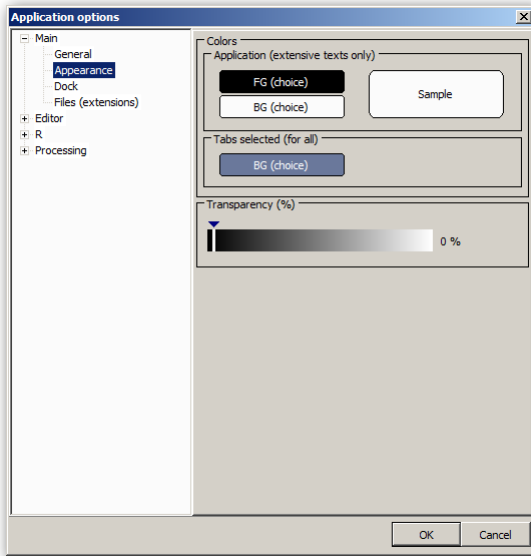 Application options
Main
General
Appearance
Dock
Files (extensions)
Editor
R
Processing
Colors
Application (extensive texts only)
FG (choice)
BG (choice)
Sample
Tabs selected (for all)
BG (choice)
Transparency (%)
0 %
OK
Cancel